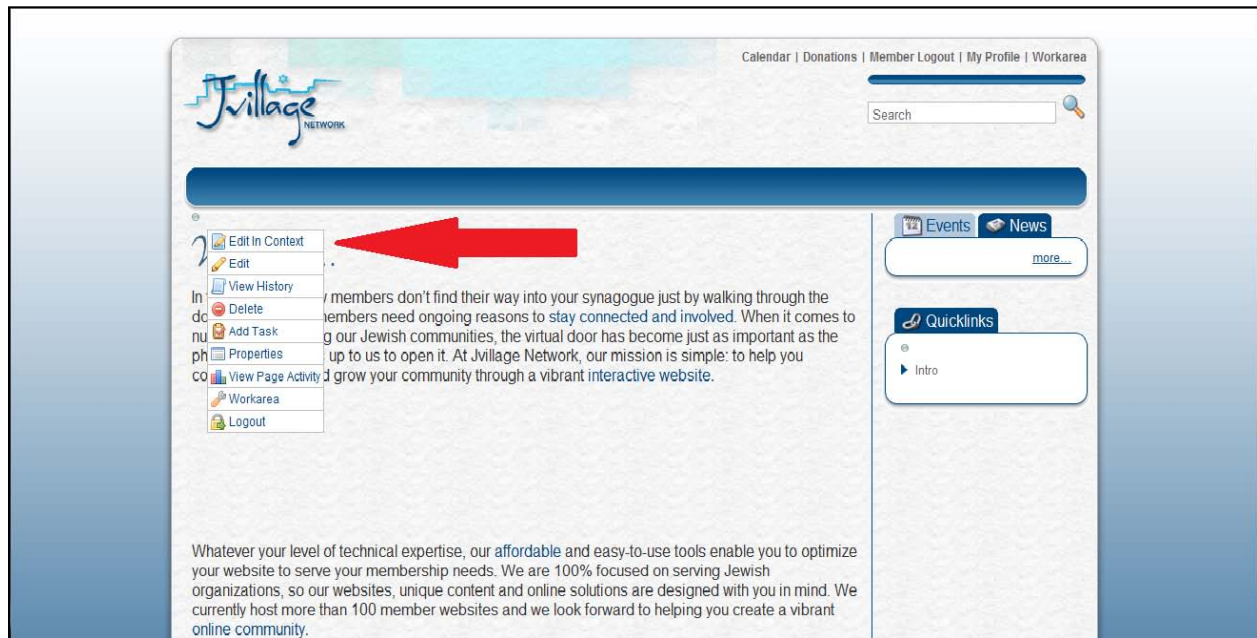 Calendar | Donations | Member Logout | My Profile | Workarea
Jvillage
NETWORK
Search
Edit In Context
Edit
View History
Delete
Add Task
Properties
View Page Activity
Workarea
Logout
In members don't find their way into your synagogue just by walking through the
members need ongoing reasons to stay connected and involved. When it comes to
our Jewish communities, the virtual door has become just as important as the
up to us to open it. At Jvillage Network, our mission is simple: to help you
grow your community through a vibrant interactive website.
Whatever your level of technical expertise, our affordable and easy-to-use tools enable you to optimize
your website to serve your membership needs. We are 100% focused on serving Jewish
organizations, so our websites, unique content and online solutions are designed with you in mind. We
currently host more than 100 member websites and we look forward to helping you create a vibrant
online community.
12 Events
News
more...
Quicklinks
Intro